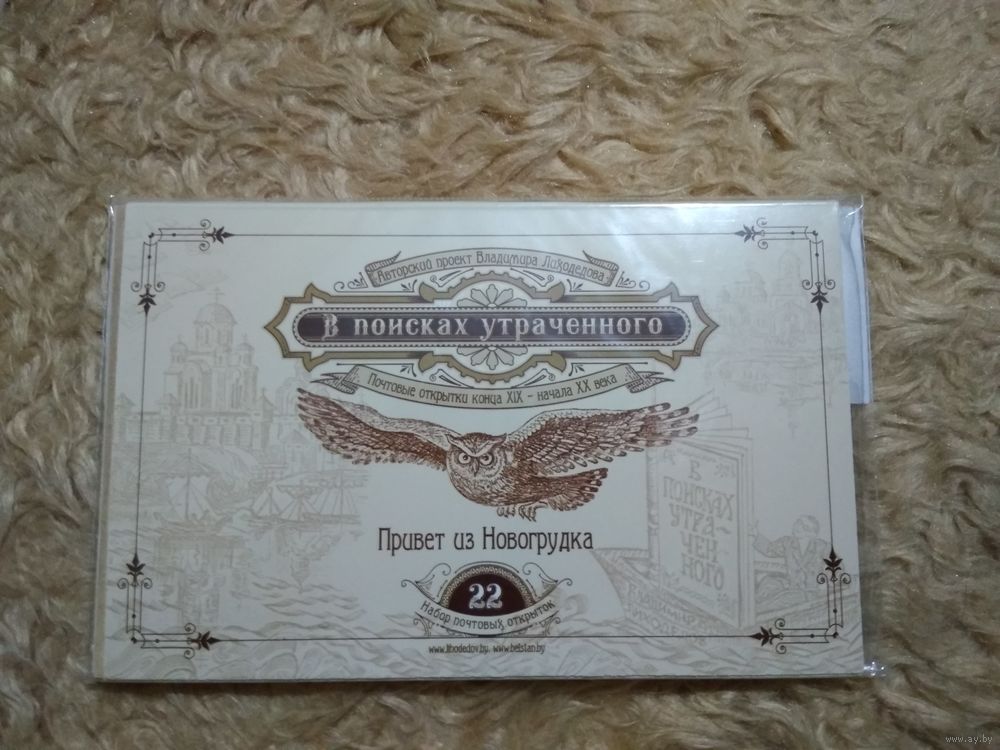 Авторский проект Владимира Лиходедова
В поисках утраченного
Почтовые открытки конца XIX – начала XX века
В
ПОИСКАХ
УТРА-
ЧЕН
НОГО
Привет из Новогрудка
22
Набор почтовых открыток
www.lihodedov.by, www.belstan.by
www.ay.by